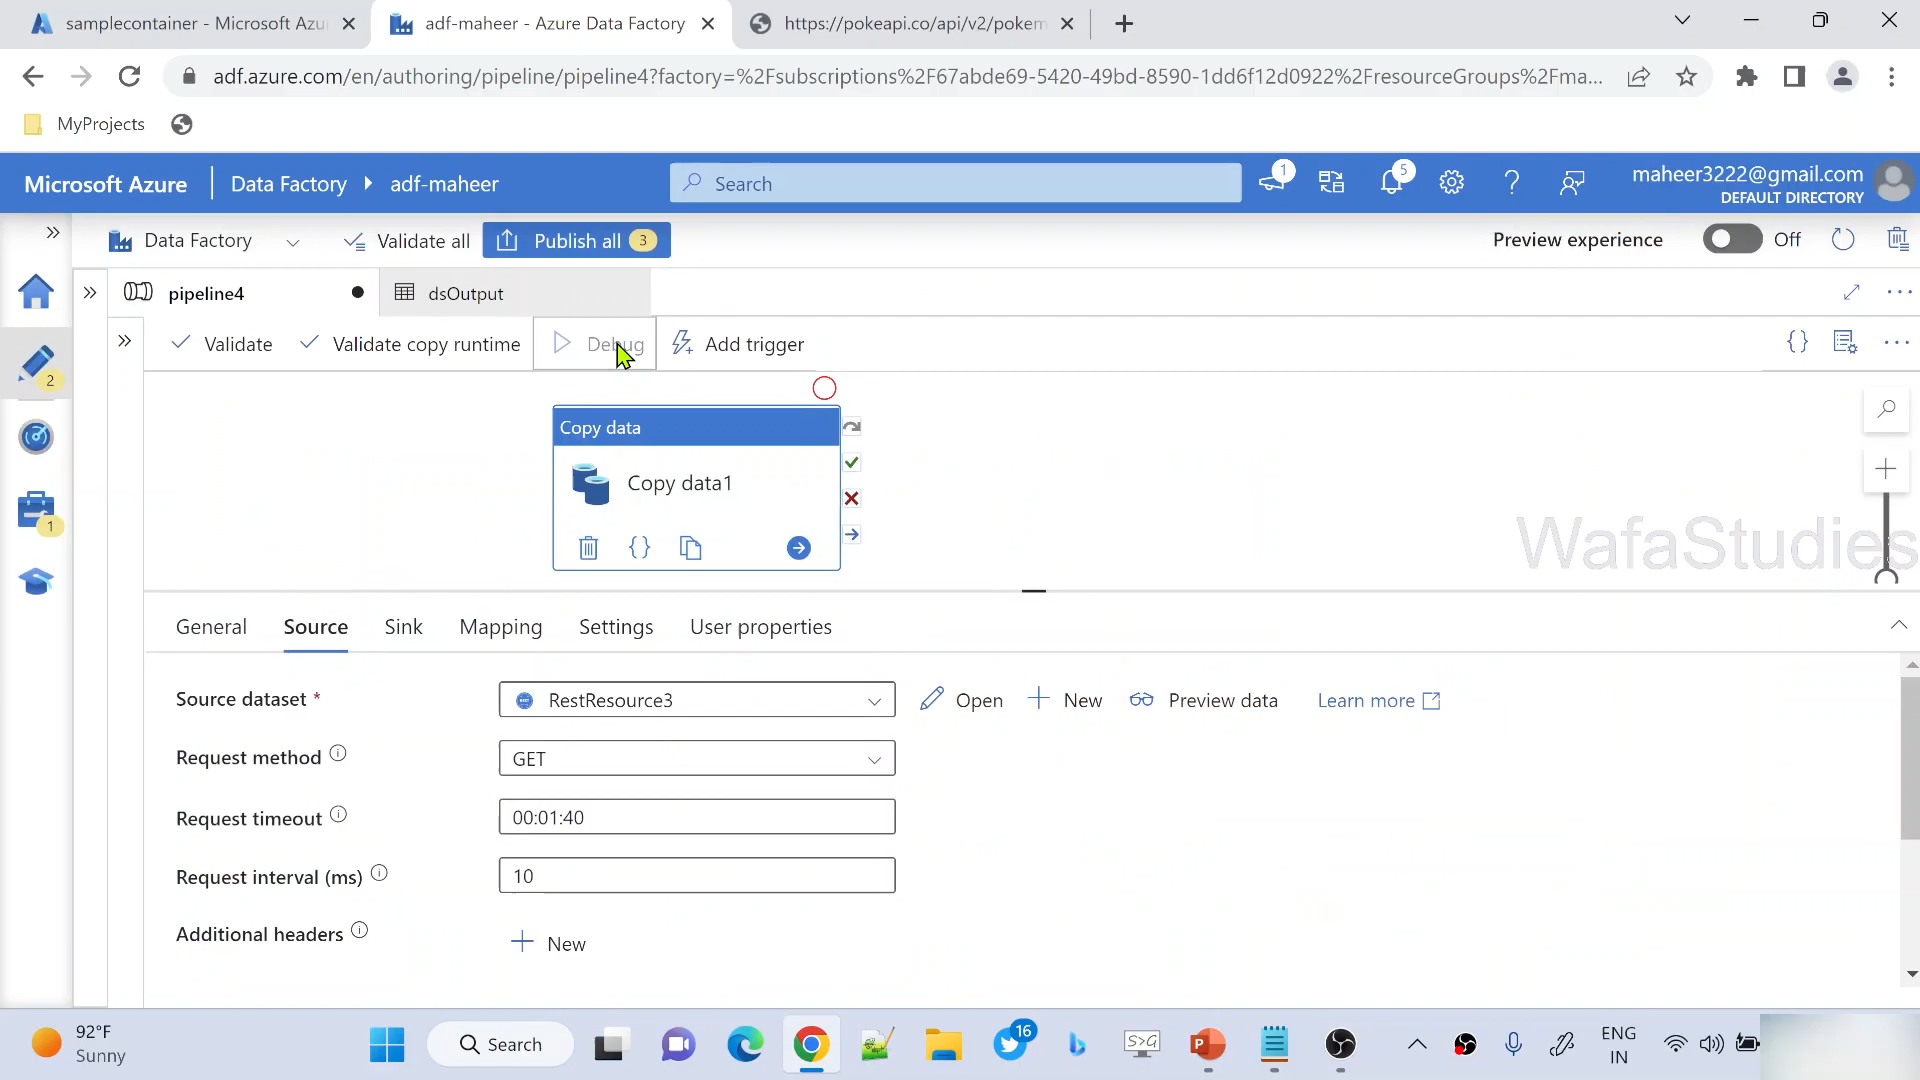 samplecontainer - Microsoft Azu
adf-maheer - Azure Data Factory
https://pokeapi.co/api/v2/pokem
adf.azure.com/en/authoring/pipeline/pipeline4?factory=%2Fsubscriptions%2F67abde69-5420-49bd-8590-1dd6f12d0922%2FresourceGroups%2Fma...
MyProjects
Microsoft Azure
Data Factory
adf-maheer
Search
1
5
maheer3222@gmail.com
DEFAULT DIRECTORY
Data Factory
Validate all
Publish all
3
Preview experience
Off
pipeline4
dsOutput
Validate
Validate copy runtime
Debug
Add trigger
2
1
Copy data
Copy data1
WafaStudies
General
Source
Sink
Mapping
Settings
User properties
Source dataset *
RestResource3
Open
New
Preview data
Learn more
Request method
GET
Request timeout
00:01:40
Request interval (ms)
10
Additional headers
New
92°F
Sunny
Search
16
S>G
ENG
IN